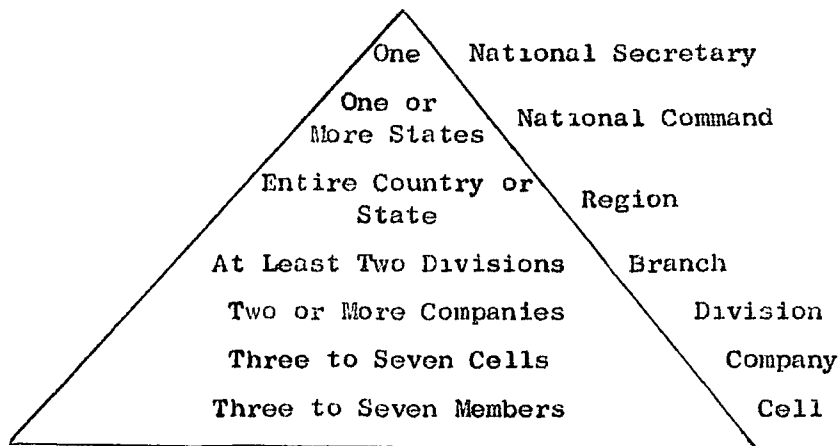 One National Secretary
One or
More States National Command
Entire Country or
State Region
At Least Two Divisions Branch
Two or More Companies Division
Three to Seven Cells Company
Three to Seven Members Cell